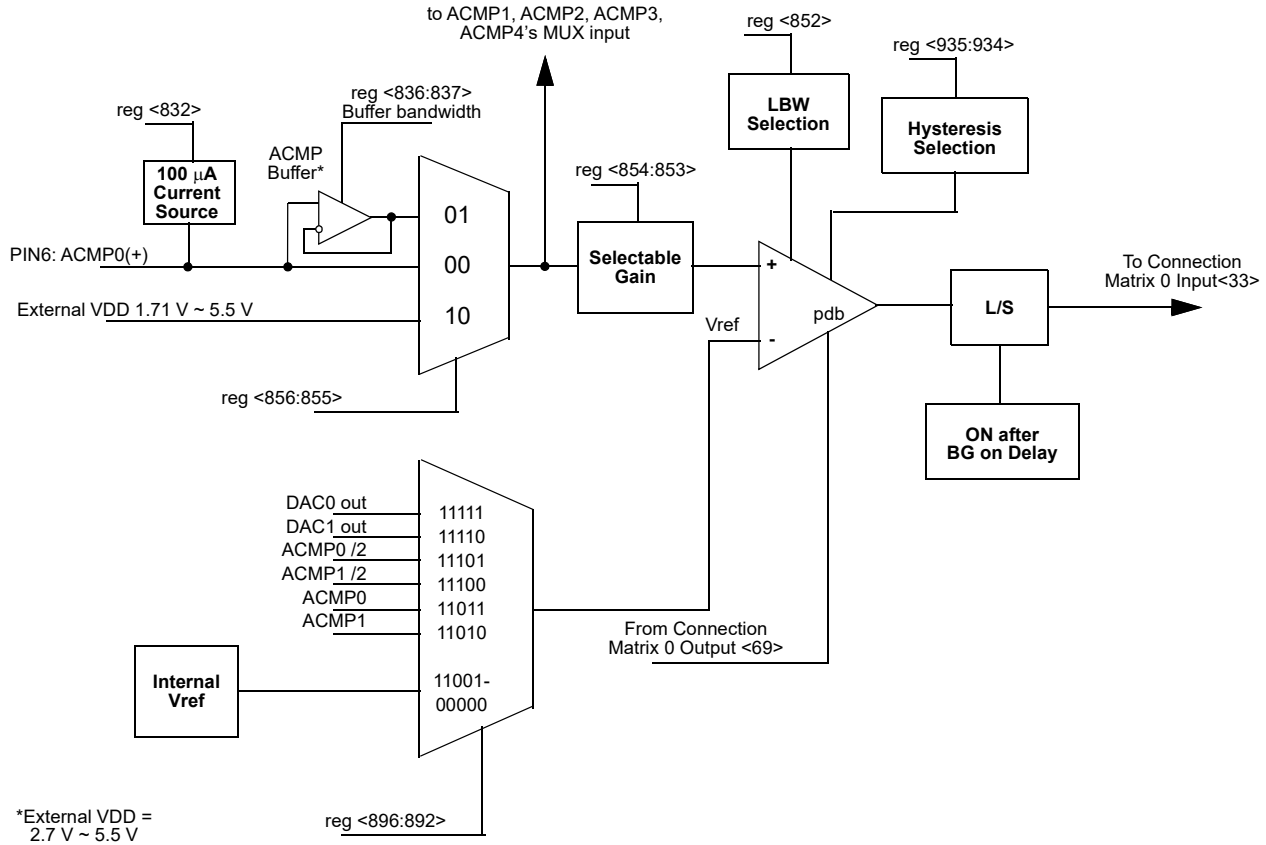 to ACMP1, ACMP2, ACMP3,
ACMP4's MUX input
reg <852>
reg <935:934>
reg <832>
reg <836:837>
Buffer bandwidth
LBW
Selection
Hysteresis
Selection
ACMP
Buffer*
100 μA
Current
Source
reg <854:853>
01
00
10
PIN6: ACMP0(+)
External VDD 1.71 V ~ 5.5 V
Selectable
Gain
+
-
pdb
Vref
L/S
To Connection
Matrix 0 Input<33>
reg <856:855>
ON after
BG on Delay
DAC0 out
11111
DAC1 out
11110
ACMP0 /2
11101
ACMP1 /2
11100
ACMP0
11011
ACMP1
11010
From Connection
Matrix 0 Output <69>
Internal
Vref
11001-
00000
*External VDD =
2.7 V ~ 5.5 V
reg <896:892>